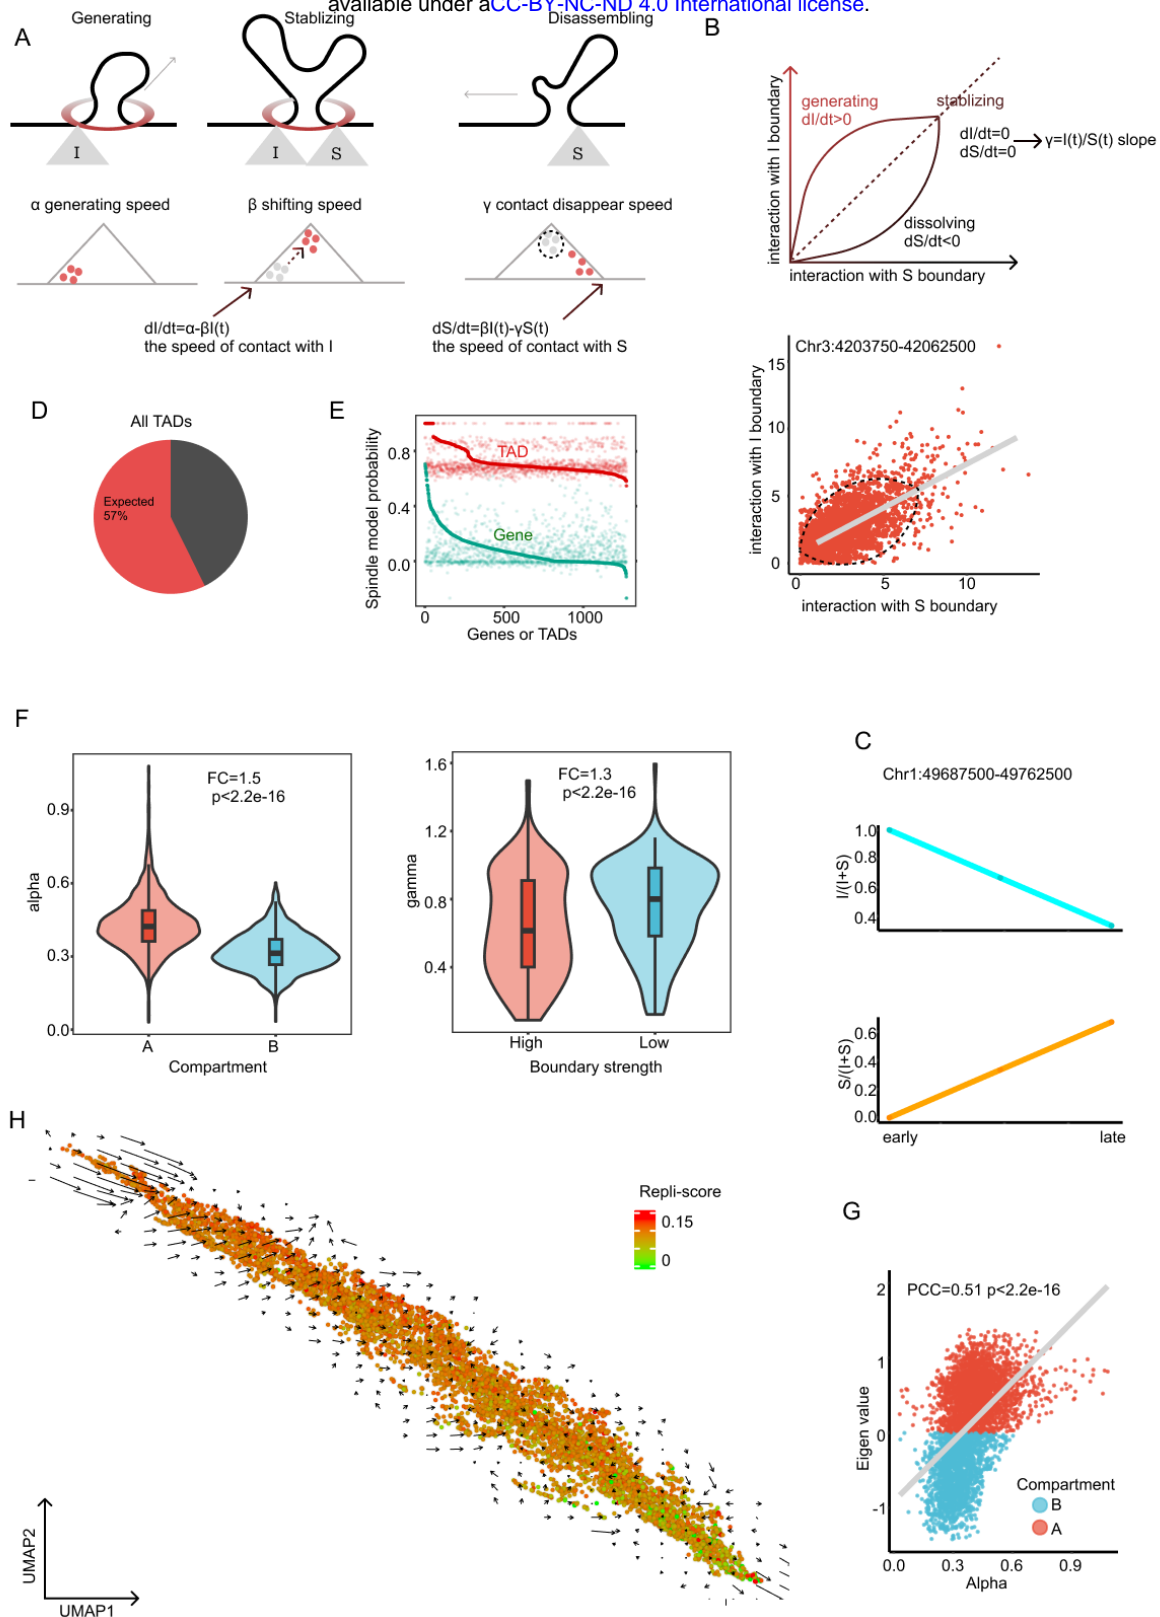 available under aCC-BY-NC-ND 4.0 International license.
A
Generating
Stablizing
Disassembling
I
I
S
S
α generating speed
β shifting speed
γ contact disappear speed
dI/dt=α-βI(t)
the speed of contact with I
dS/dt=βI(t)-γS(t)
the speed of contact with S
B
interaction with I boundary
generating
dI/dt>0
stablizing
dI/dt=0
dS/dt=0
γ=I(t)/S(t) slope
dissolving
dS/dt<0
interaction with S boundary
Chr3:4203750-42062500
interaction with I boundary
15
10
5
0
0
5
10
interaction with S boundary
D
All TADs
Expected
57%
E
Spindle model probability
0.8
0.4
0.0
TAD
Gene
0
500
1000
Genes or TADs
F
alpha
0.9
0.6
0.3
0.0
FC=1.5
p<2.2e-16
A
B
Compartment
gamma
1.6
1.2
0.8
0.4
FC=1.3
p<2.2e-16
High
Low
Boundary strength
C
Chr1:49687500-49762500
I/(I+S)
1.0
0.8
0.6
0.4
S/(I+S)
0.6
0.4
0.2
0.0
early
late
H
Repli-score
0.15
0
UMAP2
UMAP1
G
Eigen value
2
1
0
-1
PCC=0.51 p<2.2e-16
Compartment
B
A
0.0
0.3
0.6
0.9
Alpha